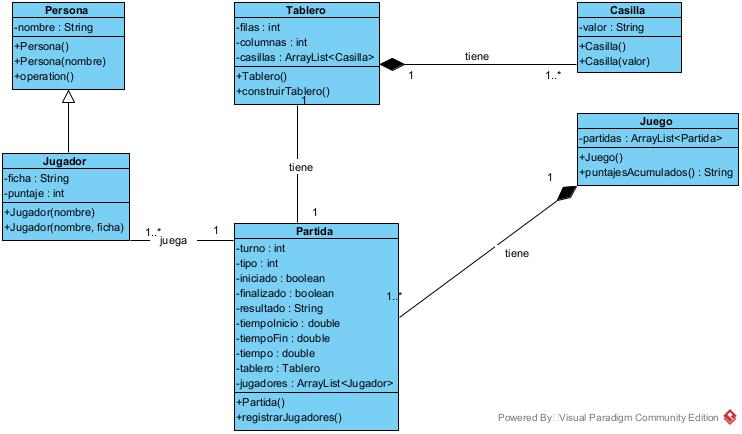 Persona
-nombre : String
+Persona()
+Persona(nombre)
+operation()
Tablero
-filas : int
-columnas : int
-casillas : ArrayList<Casilla>
+Tablero()
+construirTablero()
Casilla
-valor : String
+Casilla()
+Casilla(valor)
tiene
1
1..*
Juego
-partidas : ArrayList<Partida>
+Juego()
+puntajesAcumulados() : String
1
tiene
1
Jugador
-ficha : String
-puntaje : int
+Jugador(nombre)
+Jugador(nombre, ficha)
1..*
juega
1
1
tiene
1..*
Partida
-turno : int
-tipo : int
-iniciado : boolean
-finalizado : boolean
-resultado : String
-tiempoInicio : double
-tiempoFin : double
-tiempo : double
-tablero : Tablero
-jugadores : ArrayList<Jugador>
+Partida()
+registrarJugadores()
Powered By Visual Paradigm Community Edition